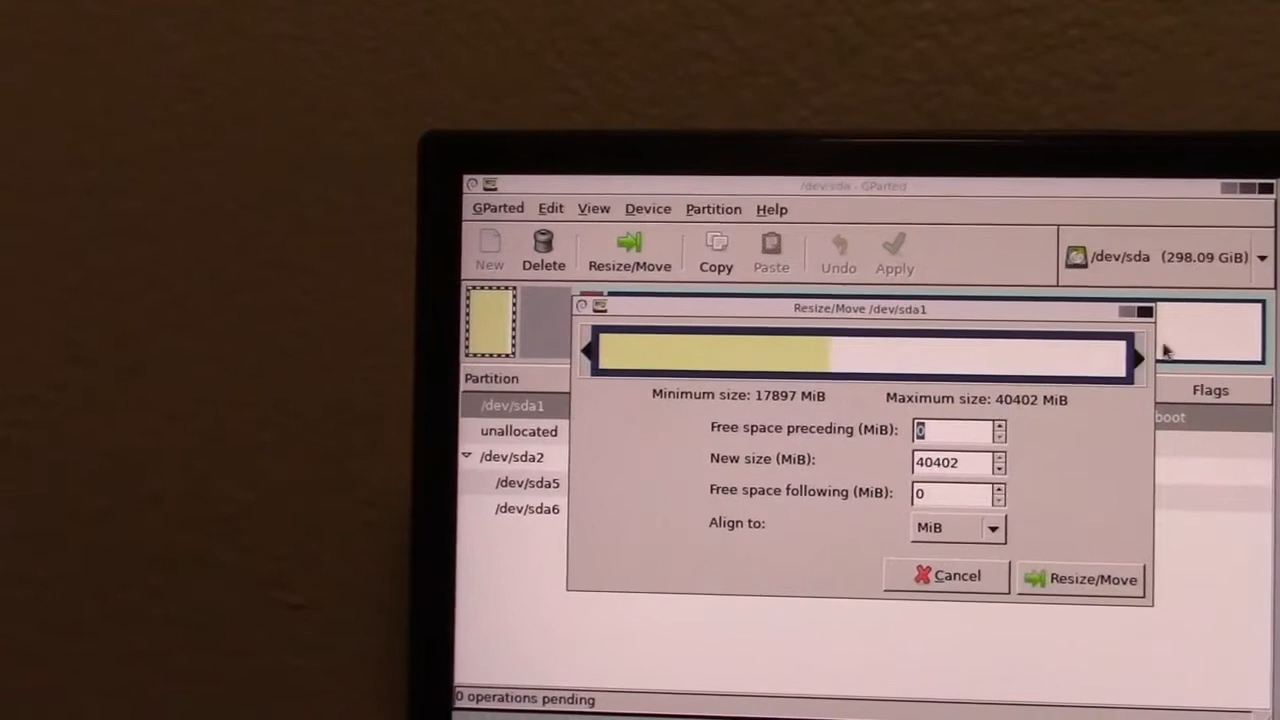 /dev/sda - GParted
GParted Edit View Device Partition Help
New Delete Resize/Move Copy Paste Undo Apply /dev/sda (298.09 GiB)
Resize/Move /dev/sda1
Minimum size: 17897 MiB Maximum size: 40402 MiB
Free space preceding (MiB): 0
New size (MiB): 40402
Free space following (MiB): 0
Align to: MiB
Cancel Resize/Move
Partition Flags
/dev/sda1 boot
unallocated
/dev/sda2
/dev/sda5
/dev/sda6
0 operations pending